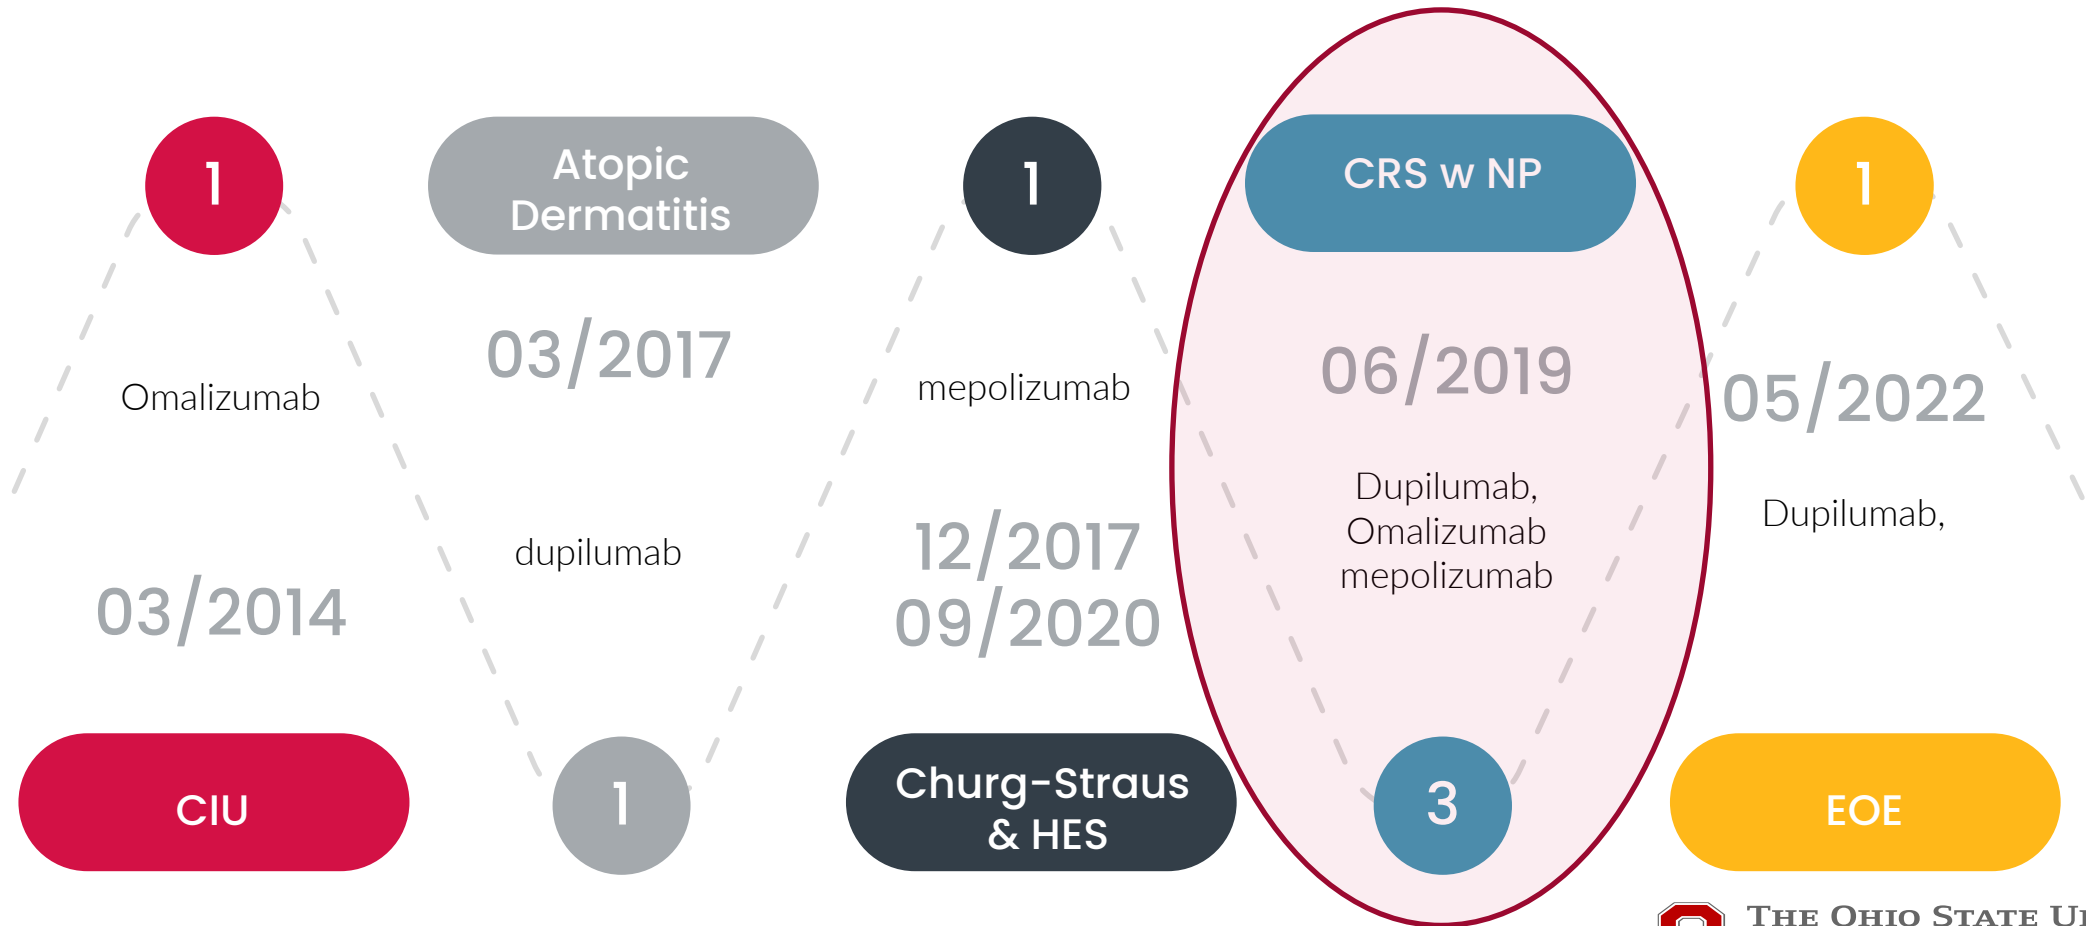 1
Omalizumab
03/2014
CIU
Atopic
Dermatitis
03/2017
dupilumab
1
1
mepolizumab
12/2017
09/2020
Churg-Straus
& HES
CRS w NP
06/2019
Dupilumab,
Omalizumab
mepolizumab
3
1
05/2022
Dupilumab,
EOE
THE OHIO STATE